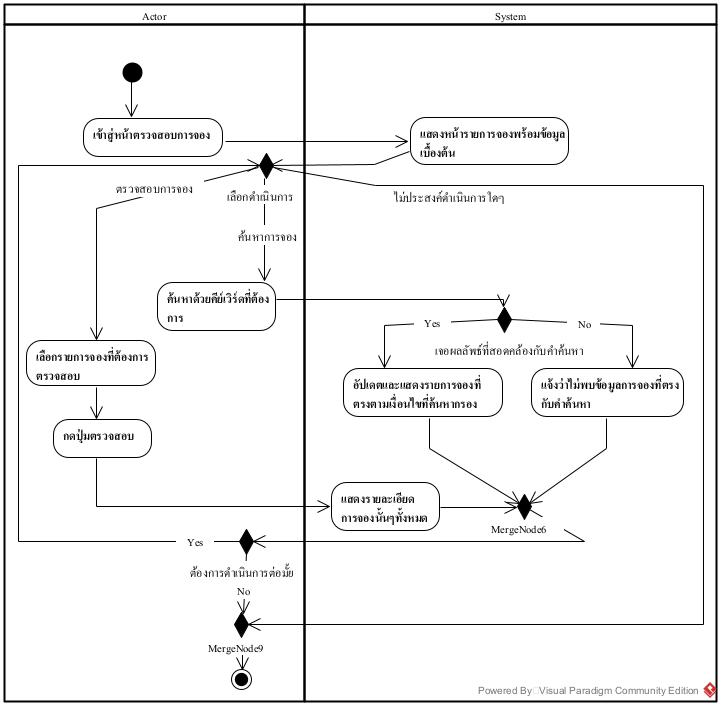 Actor
System
เข้าสู่หน้าตรวจสอบการจอง
แสดงหน้ารายการจองพร้อมข้อมูล
เบื้องต้น
ตรวจสอบการจอง
เลือกดำเนินการ
ไม่ประสงค์ดำเนินการใดๆ
ค้นหาการจอง
ค้นหาด้วยคีย์เวิร์ดที่ต้อง
การ
Yes
No
เจอผลลัพธ์ที่สอดคล้องกับคำค้นหา
เลือกรายการจองที่ต้องการ
ตรวจสอบ
อัปเดตและแสดงรายการจองที่
ตรงตามเงื่อนไขที่ค้นหากรอง
แจ้งว่าไม่พบข้อมูลการจองที่ตรง
กับคำค้นหา
กดปุ่มตรวจสอบ
แสดงรายละเอียด
การจองนั้นๆทั้งหมด
MergeNode6
Yes
ต้องการดำเนินการต่อมั้ย
No
MergeNode9
Powered By Visual Paradigm Community Edition